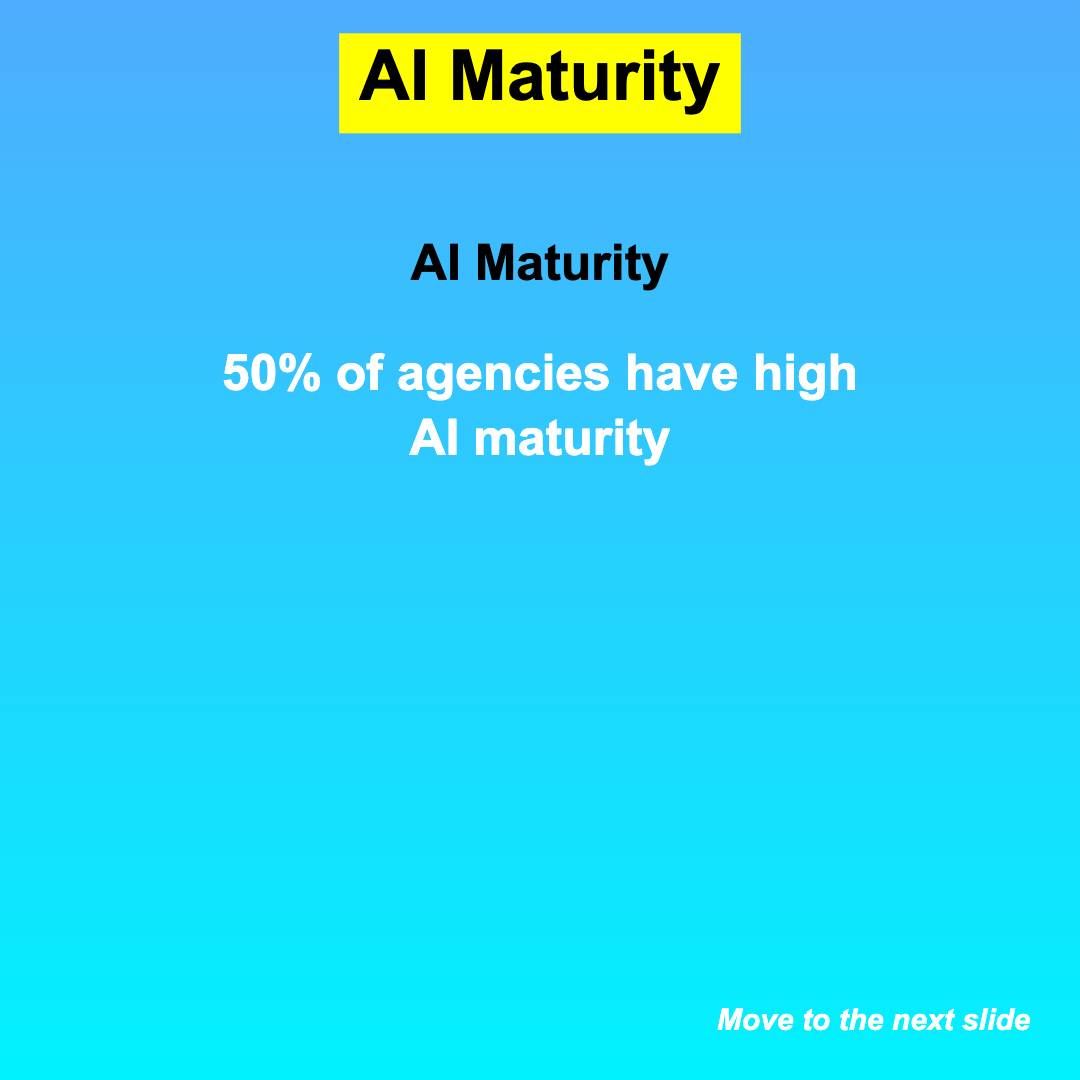 AI Maturity
AI Maturity
50% of agencies have high
AI maturity
Move to the next slide